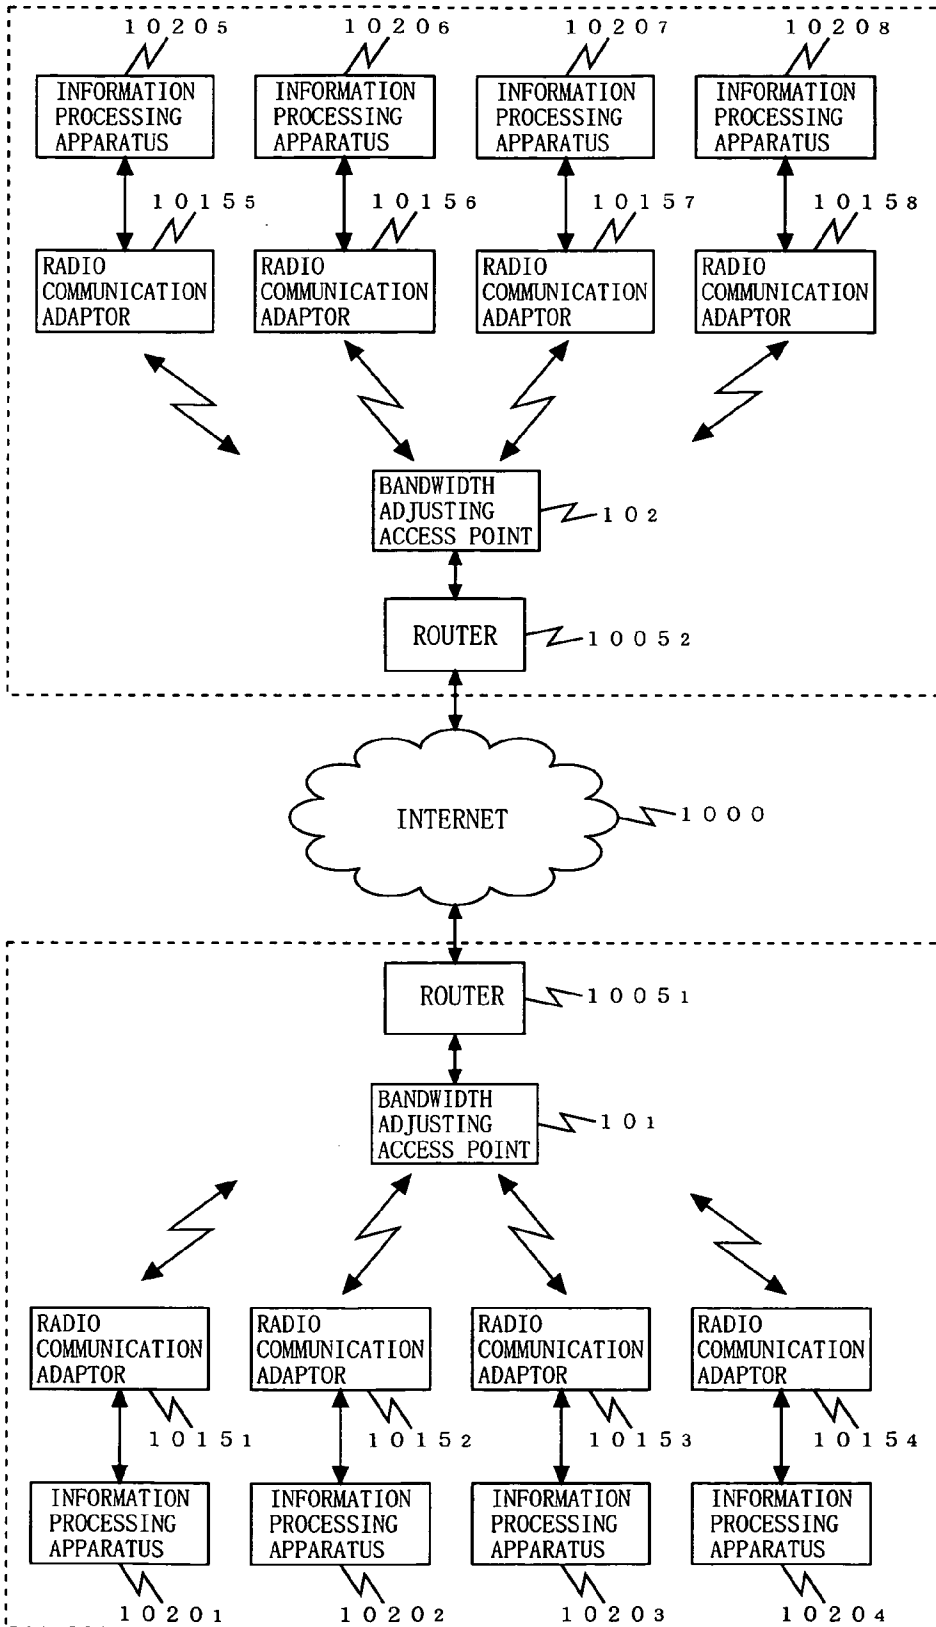 1020₅ 1020₆ 1020₇ 1020₈
INFORMATION
PROCESSING
APPARATUS
INFORMATION
PROCESSING
APPARATUS
INFORMATION
PROCESSING
APPARATUS
INFORMATION
PROCESSING
APPARATUS
1015₅ 1015₆ 1015₇ 1015₈
RADIO
COMMUNICATION
ADAPTOR
RADIO
COMMUNICATION
ADAPTOR
RADIO
COMMUNICATION
ADAPTOR
RADIO
COMMUNICATION
ADAPTOR
BANDWIDTH
ADJUSTING
ACCESS POINT
10₂
ROUTER
1005₂
INTERNET
1000
ROUTER
1005₁
BANDWIDTH
ADJUSTING
ACCESS POINT
10₁
RADIO
COMMUNICATION
ADAPTOR
RADIO
COMMUNICATION
ADAPTOR
RADIO
COMMUNICATION
ADAPTOR
RADIO
COMMUNICATION
ADAPTOR
1015₁ 1015₂ 1015₃ 1015₄
INFORMATION
PROCESSING
APPARATUS
INFORMATION
PROCESSING
APPARATUS
INFORMATION
PROCESSING
APPARATUS
INFORMATION
PROCESSING
APPARATUS
1020₁ 1020₂ 1020₃ 1020₄